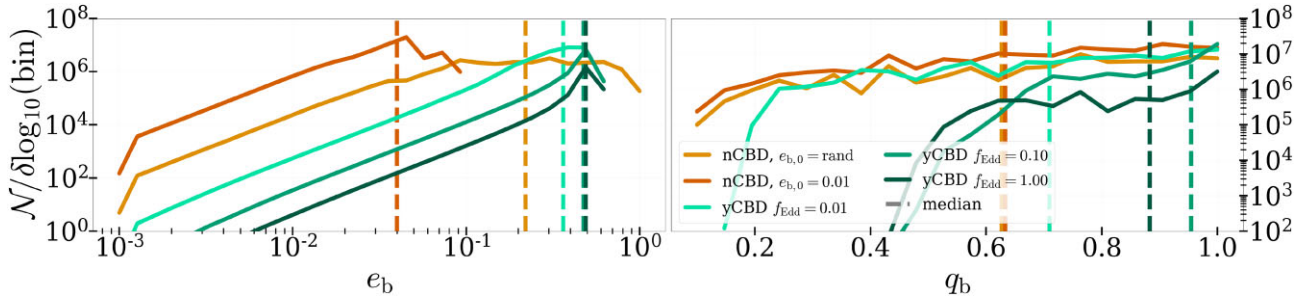 10^8
10^6
10^4
10^2
10^0
𝒩/δlog₁₀(bin)
10^-3
10^-2
10^-1
10^0
e_b
nCBD, e_b,0 = rand
nCBD, e_b,0 = 0.01
yCBD f_Edd = 0.01
yCBD f_Edd = 0.10
yCBD f_Edd = 1.00
median
0.2
0.4
0.6
0.8
1.0
q_b
10^8
10^7
10^6
10^5
10^4
10^3
10^2